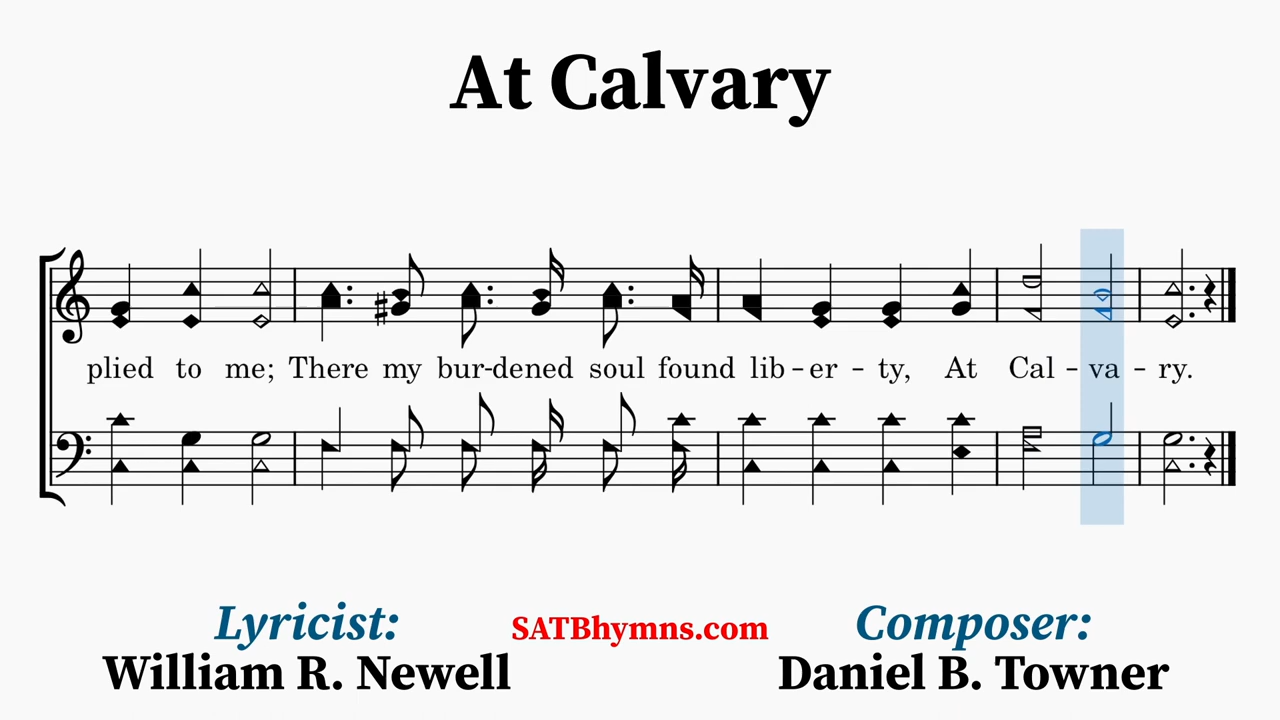 At Calvary
plied to me; There my bur-dened soul found lib - er - ty, At Cal - va - ry.
Lyricist:
William R. Newell
SATBhymns.com
Composer:
Daniel B. Towner